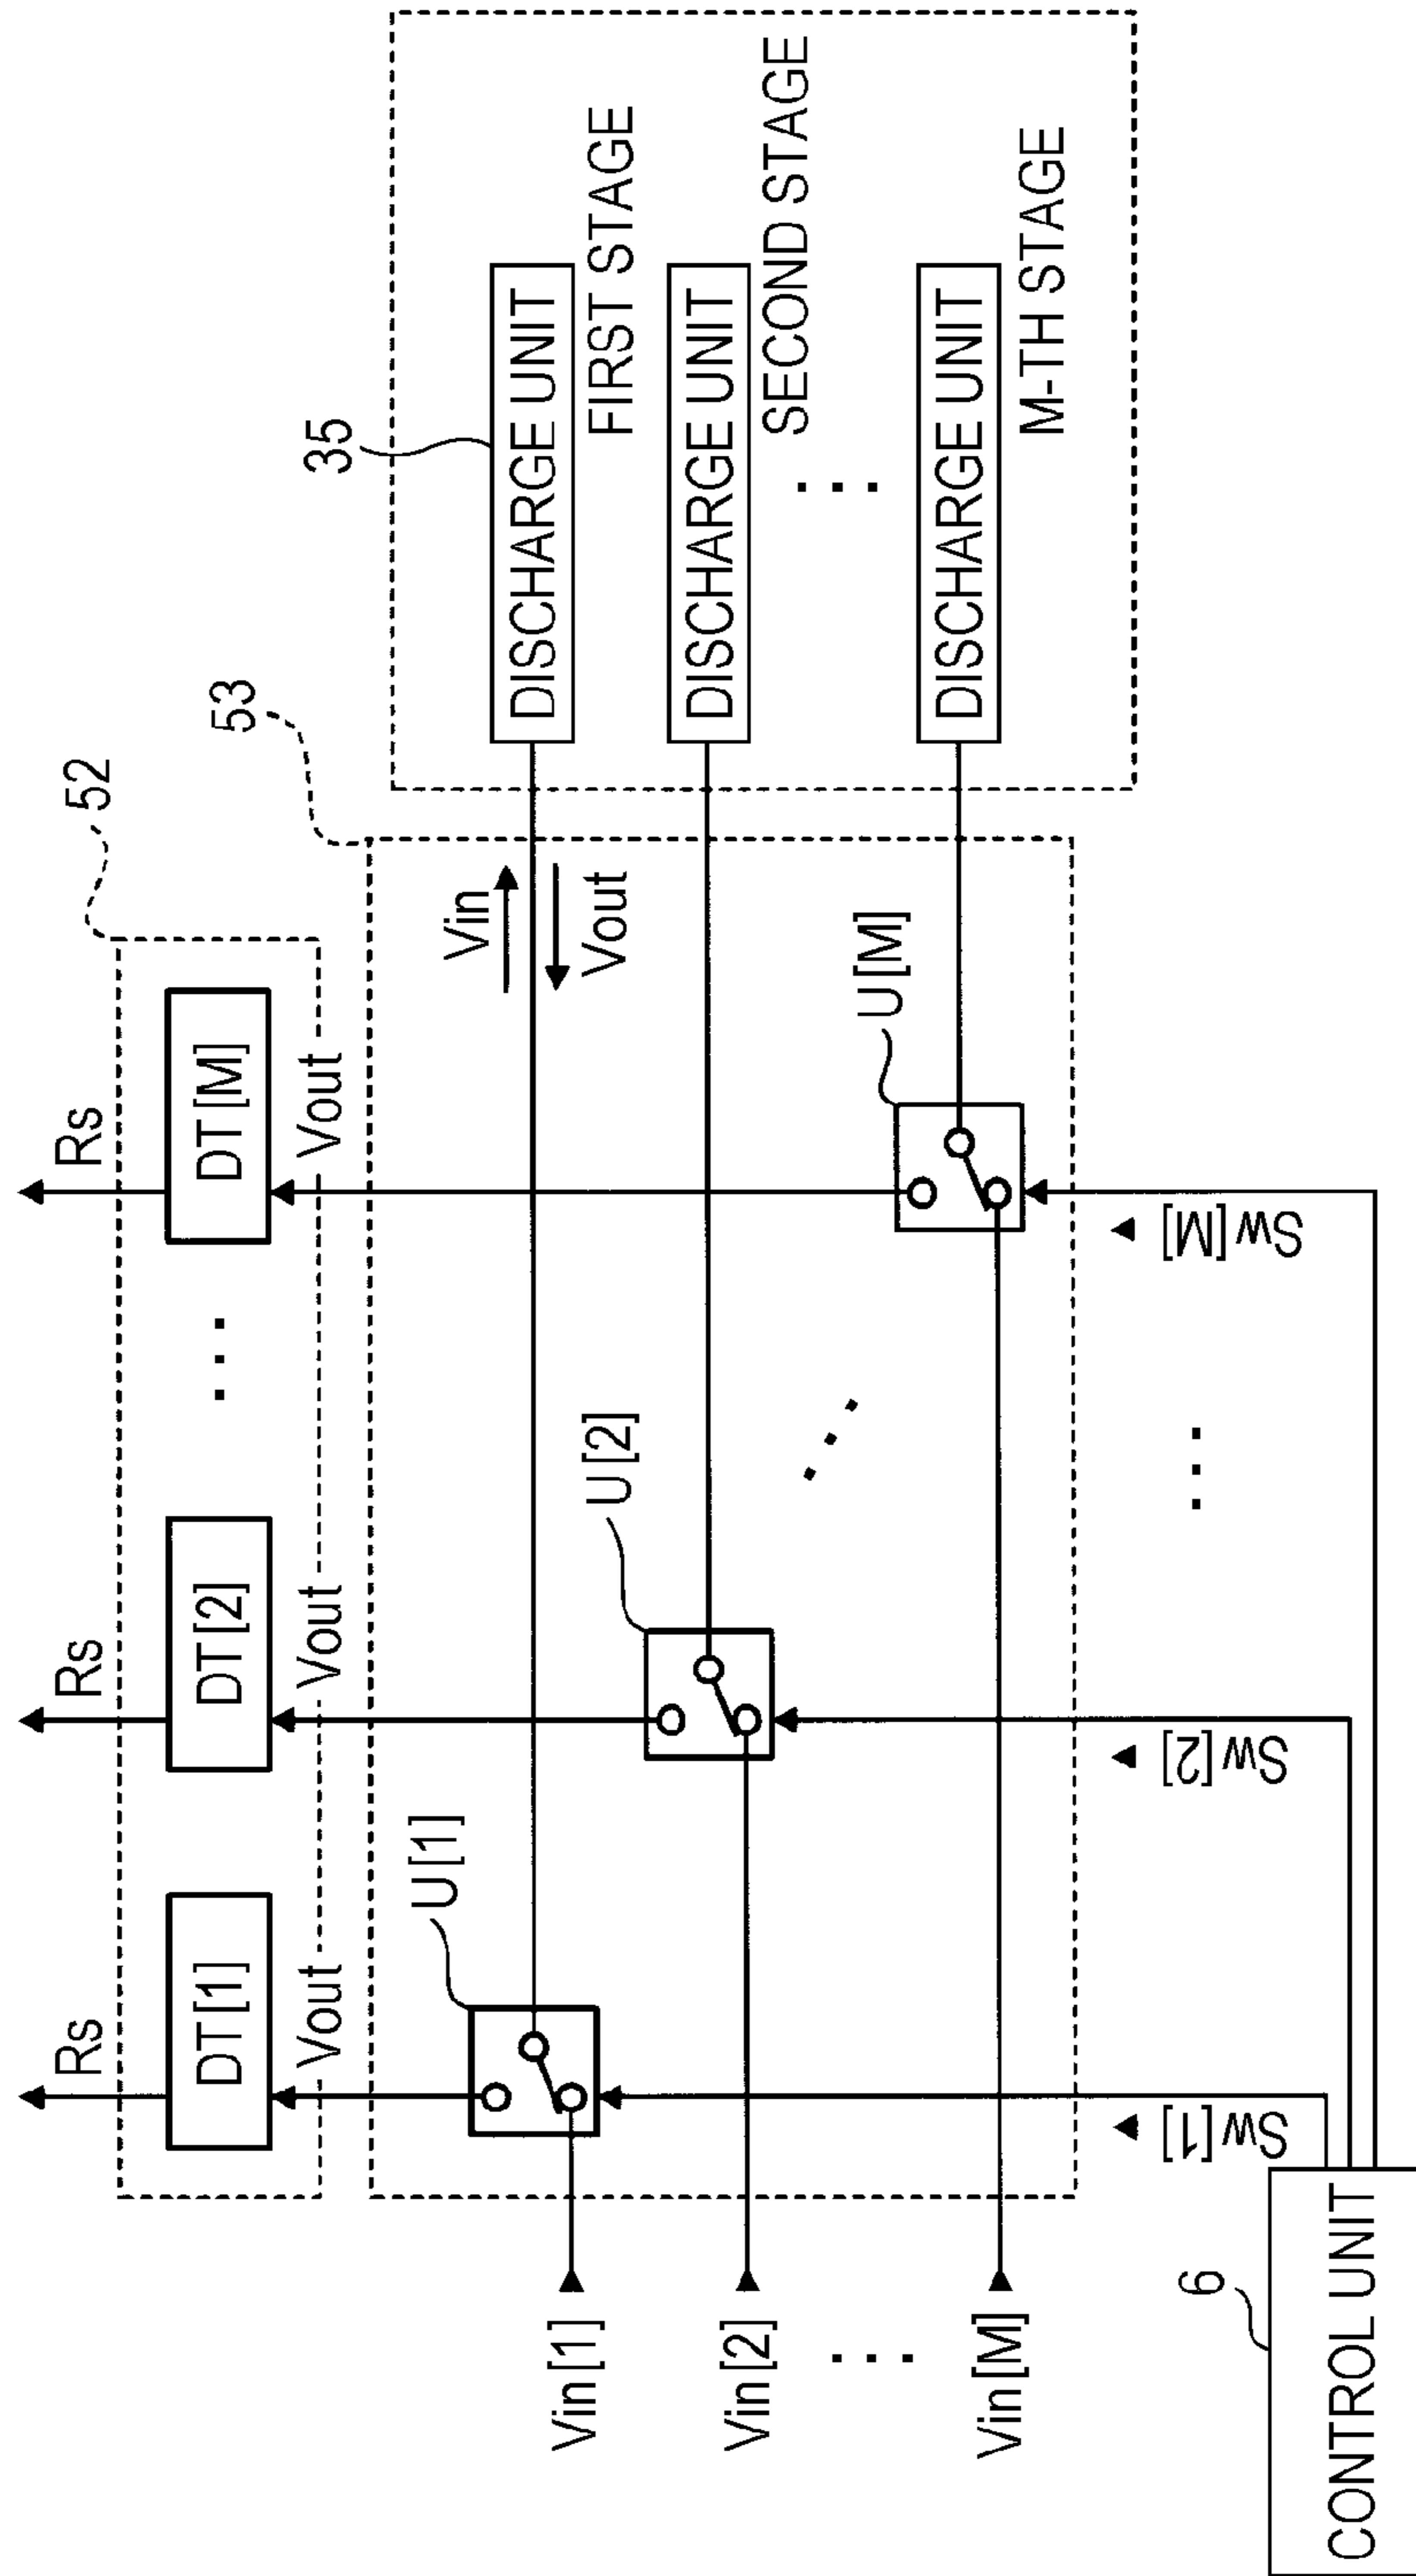 52
53
35
Rs
Rs
Rs
DT[1]
DT[2]
...
DT[M]
Vout
Vout
Vout
Vin
Vout
U[1]
U[2]
...
U[M]
DISCHARGE UNIT
FIRST STAGE
DISCHARGE UNIT
SECOND STAGE
...
DISCHARGE UNIT
M-TH STAGE
Vin[1]
Vin[2]
...
Vin[M]
Sw[1]
Sw[2]
...
Sw[M]
6
CONTROL UNIT